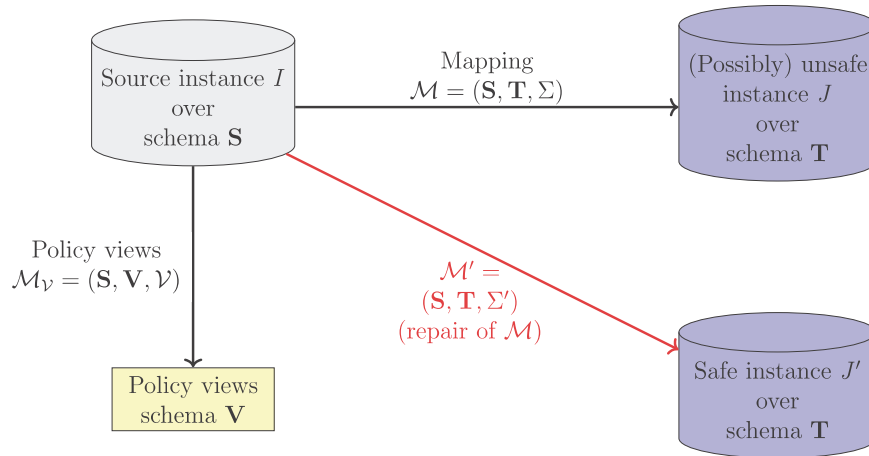 Source instance I
over
schema S
Mapping
M = (S, T, Σ)
(Possibly) unsafe
instance J
over
schema T
Policy views
M_V = (S, V, V)
M′ =
(S, T, Σ′)
(repair of M)
Policy views
schema V
Safe instance J′
over
schema T